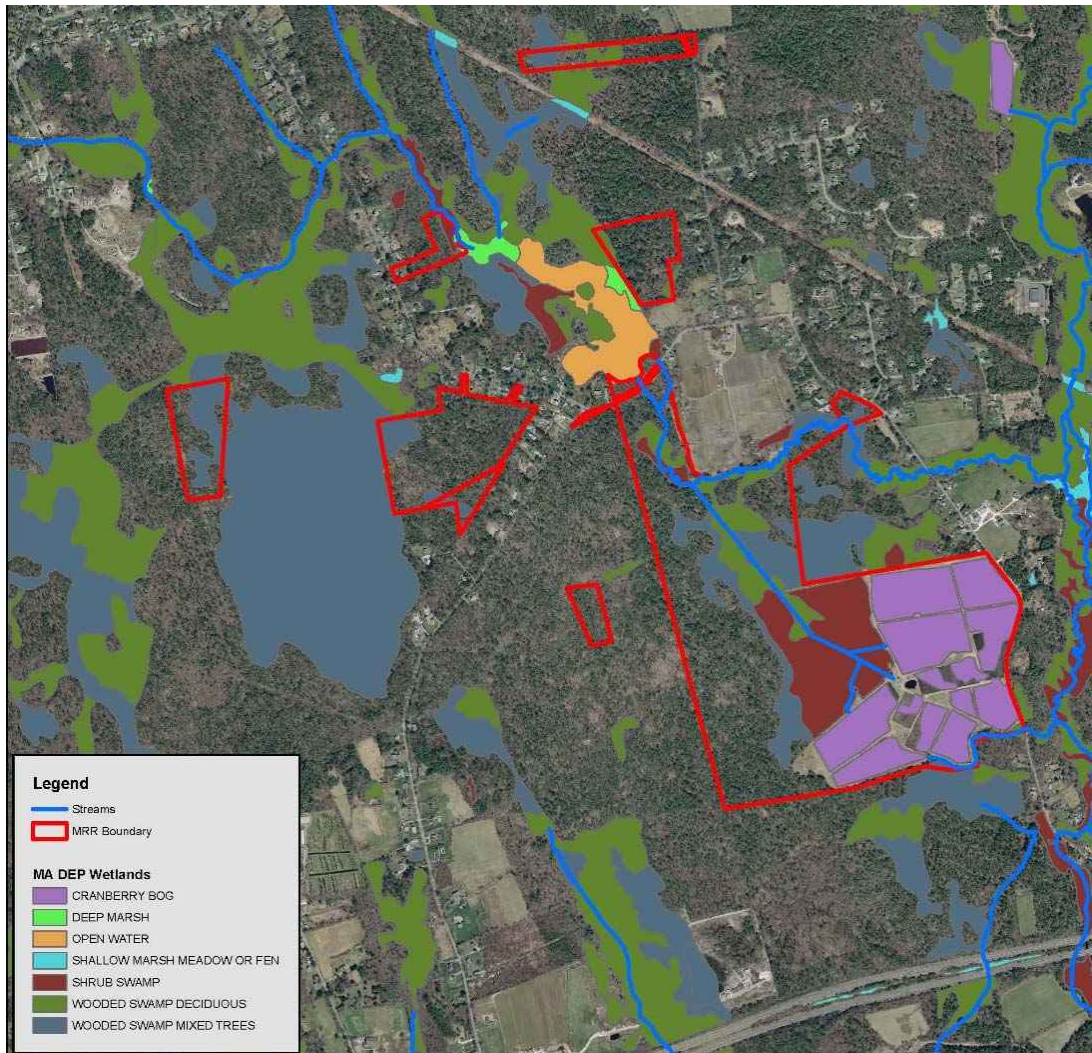 Legend
Streams
MRR Boundary
MA DEP Wetlands
CRANBERRY BOG
DEEP MARSH
OPEN WATER
SHALLOW MARSH MEADOW OR FEN
SHRUB SWAMP
WOODED SWAMP DECIDUOUS
WOODED SWAMP MIXED TREES